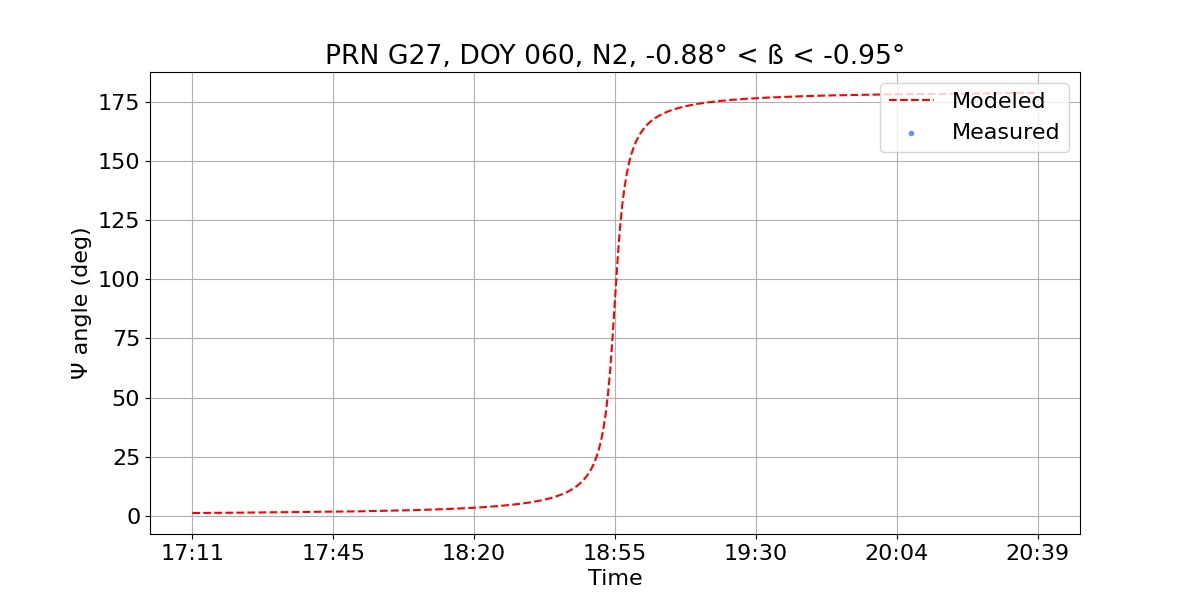 PRN G27, DOY 060, N2, -0.88° < ß < -0.95°
Modeled
Measured
Ψ angle (deg)
175
150
125
100
75
50
25
0
17:11 17:45 18:20 18:55 19:30 20:04 20:39
Time